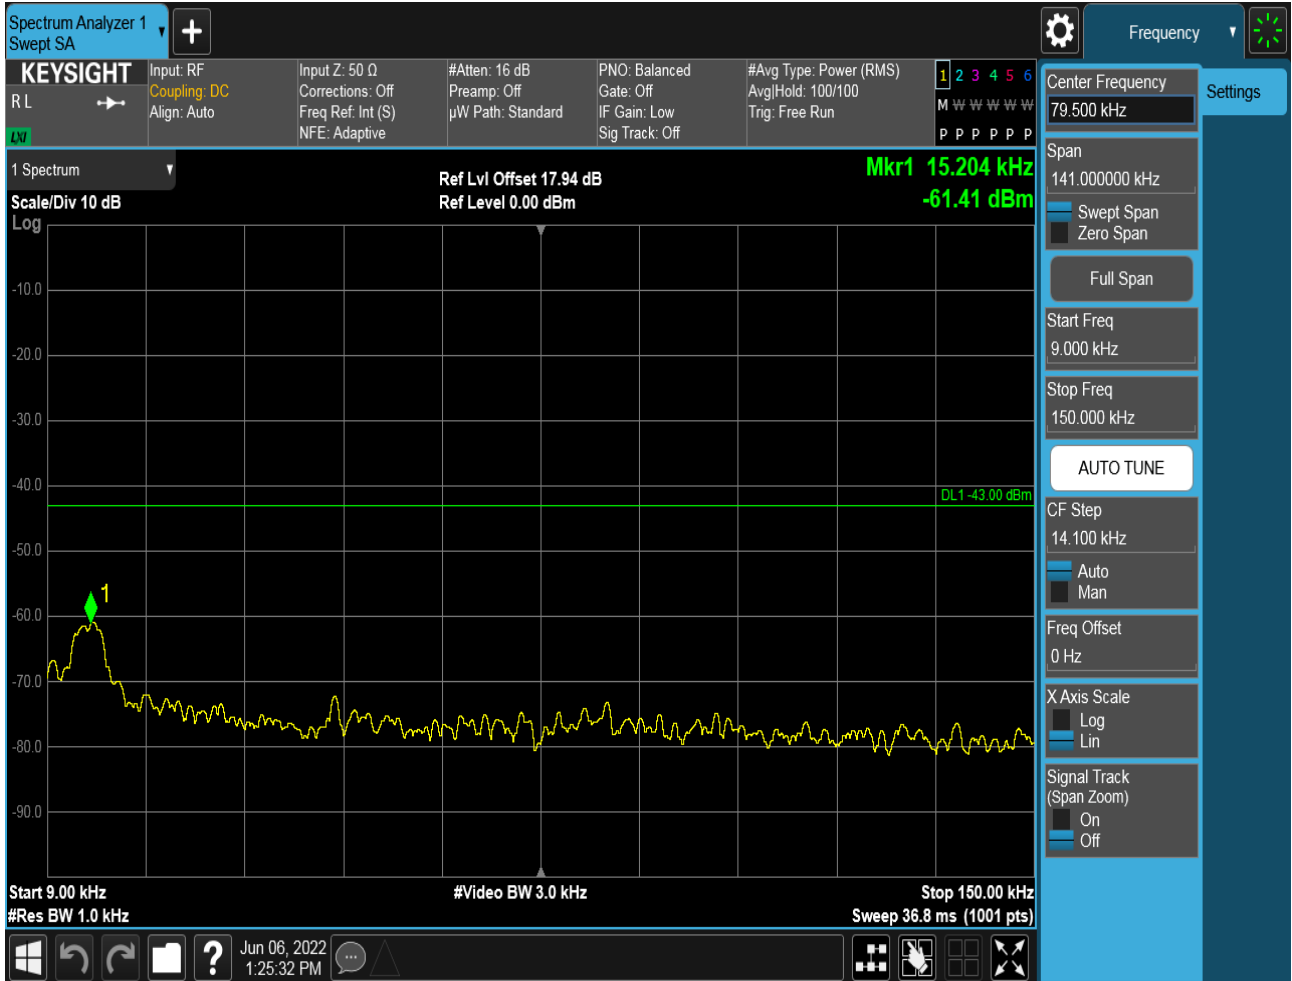 Spectrum Analyzer 1
Swept SA
+
Frequency
KEYSIGHT
R L
LXI
Input: RF
Coupling: DC
Align: Auto
Input Z: 50 Ω
Corrections: Off
Freq Ref: Int (S)
NFE: Adaptive
#Atten: 16 dB
Preamp: Off
µW Path: Standard
PNO: Balanced
Gate: Off
IF Gain: Low
Sig Track: Off
#Avg Type: Power (RMS)
Avg|Hold: 100/100
Trig: Free Run
1 2 3 4 5 6
M W W W W W
P P P P P P
1 Spectrum
Scale/Div 10 dB
Log
Ref Lvl Offset 17.94 dB
Ref Level 0.00 dBm
Mkr1 15.204 kHz
-61.41 dBm
-10.0
-20.0
-30.0
-40.0
DL1 -43.00 dBm
-50.0
1
-60.0
-70.0
-80.0
-90.0
Start 9.00 kHz
#Res BW 1.0 kHz
#Video BW 3.0 kHz
Stop 150.00 kHz
Sweep 36.8 ms (1001 pts)
?
Jun 06, 2022
1:25:32 PM
Center Frequency
79.500 kHz
Settings
Span
141.000000 kHz
Swept Span
Zero Span
Full Span
Start Freq
9.000 kHz
Stop Freq
150.000 kHz
AUTO TUNE
CF Step
14.100 kHz
Auto
Man
Freq Offset
0 Hz
X Axis Scale
Log
Lin
Signal Track
(Span Zoom)
On
Off